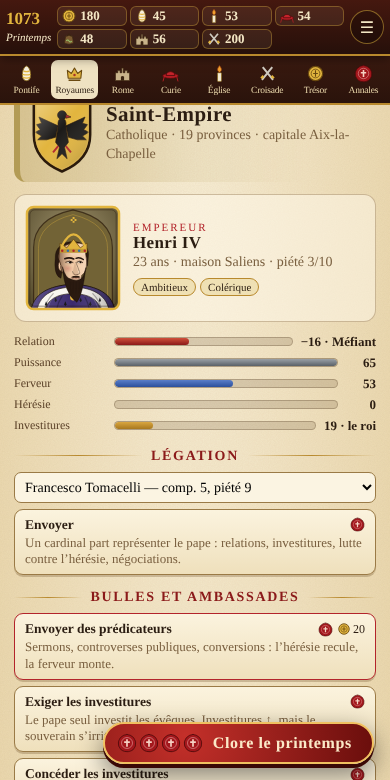 1073
Printemps
180
45
53
54
48
56
200
☰
Pontife
Royaumes
Rome
Curie
Église
Croisade
Trésor
Annales
Saint-Empire
Catholique · 19 provinces · capitale Aix-la-
Chapelle
EMPEREUR
Henri IV
23 ans · maison Saliens · piété 3/10
Ambitieux
Colérique
Relation
−16 · Méfiant
Puissance
65
Ferveur
53
Hérésie
0
Investitures
19 · le roi
LÉGATION
Francesco Tomacelli — comp. 5, piété 9
Envoyer
Un cardinal part représenter le pape : relations, investitures, lutte
contre l’hérésie, négociations.
BULLES ET AMBASSADES
Envoyer des prédicateurs
20
Sermons, controverses publiques, conversions : l’hérésie recule,
la ferveur monte.
Exiger les investitures
Le pape seul investit les évêques. Investitures ↑, mais le
souverain s’irri
Clore le printemps
Concéder les investitures